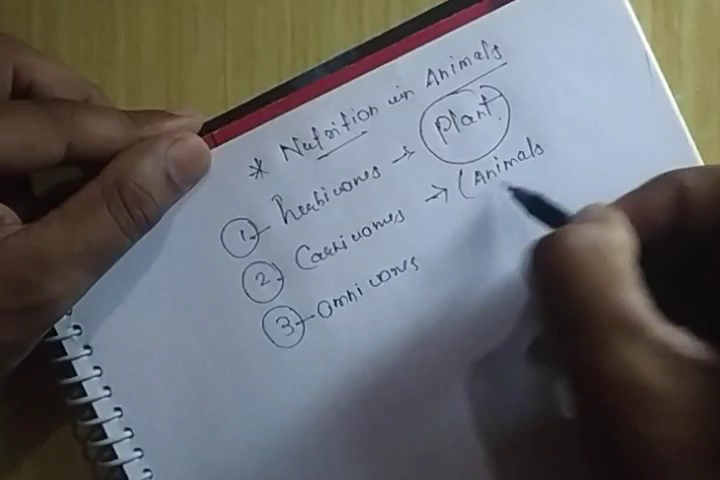 * Nutrition in Animals
1 - Herbivores → Plant.
2 - Carnivores → (Animals
3 - Omnivores